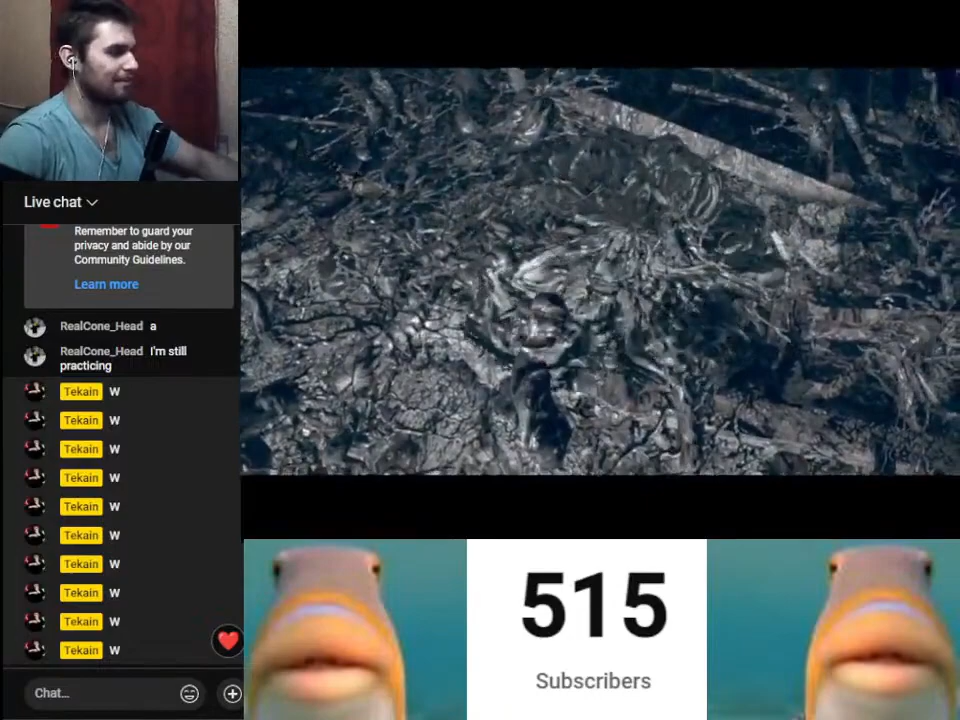 Live chat
Remember to guard your
privacy and abide by our
Community Guidelines.
Learn more
RealCone_Head a
RealCone_Head I'm still
practicing
Tekain W
Tekain W
Tekain W
Tekain W
Tekain W
Tekain W
Tekain W
Tekain W
Tekain W
Tekain W
Chat...
515
Subscribers